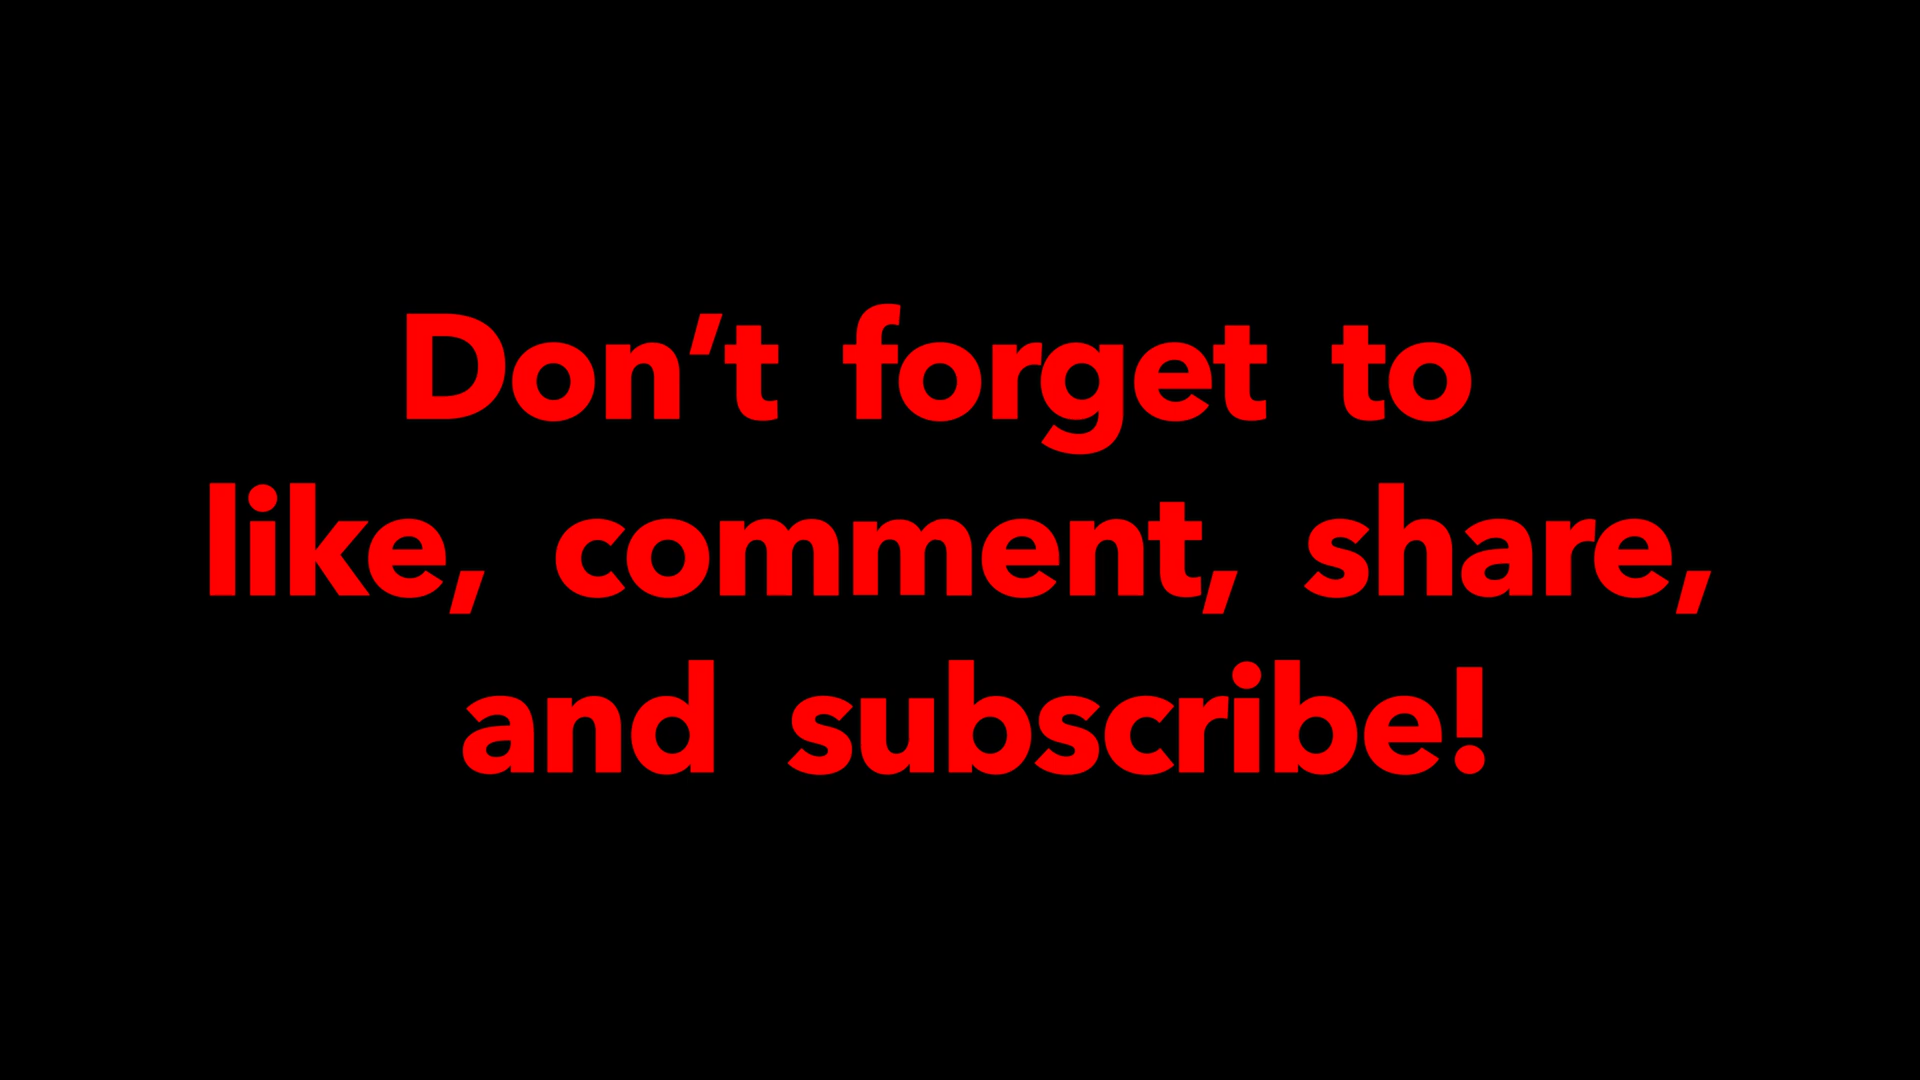 Don’t forget to
like, comment, share,
and subscribe!